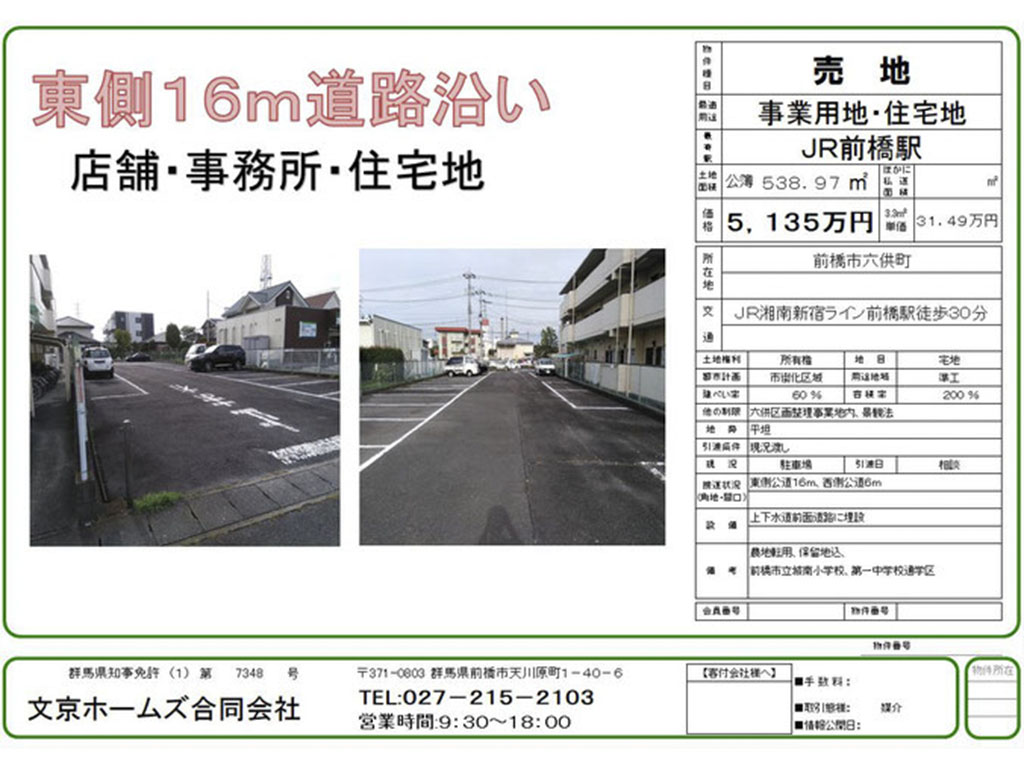 東側16m道路沿い
店舗・事務所・住宅地
物件種目 売 地
最適用途 事業用地・住宅地
最寄駅 JR前橋駅
土地面積 公簿 538.97 ㎡ ほかに私道面積 ㎡
価格 5,135万円 3.3㎡単価 31.49万円
所在地 前橋市六供町
交通 JR湘南新宿ライン前橋駅徒歩30分
土地権利 所有権 地目 宅地
都市計画 市街化区域 用途地域 準工
建ぺい率 60% 容積率 200%
他の制限 六供区画整理事業地内、景観法
地勢 平坦
引渡条件 現況渡し
現況 駐車場 引渡日 相談
接道状況(角地・間口) 東側公道16m、西側公道6m
設備 上下水道前面道路に埋設
備考 農地転用、保留地込、
前橋市立城南小学校、第一中学校通学区
会員番号 物件番号
物件番号
群馬県知事免許(1)第 7348 号
文京ホームズ合同会社
〒371-0803 群馬県前橋市天川原町1-40-6
TEL:027-215-2103
営業時間:9:30~18:00
【客付会社様へ】
■手数料:
■取引態様: 媒介
■情報公開日:
物件所在